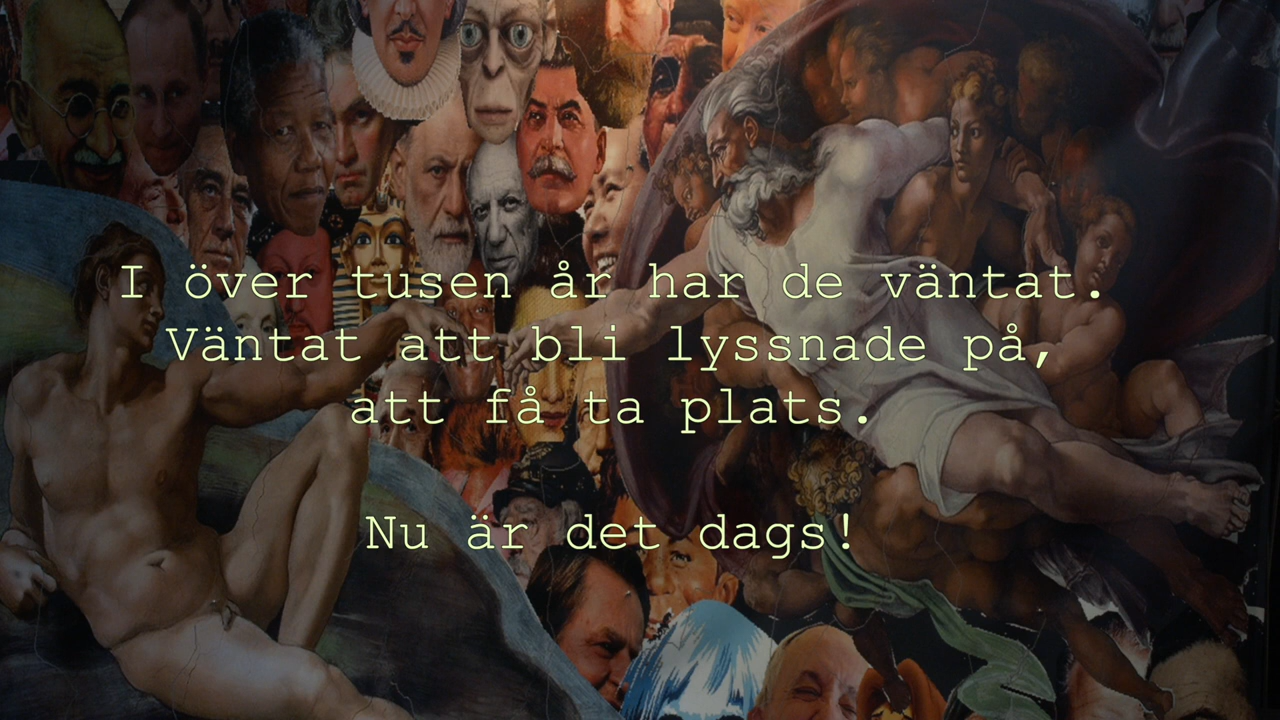 I över tusen år har de väntat.
Väntat att bli lyssnade på,
att få ta plats.
Nu är det dags!